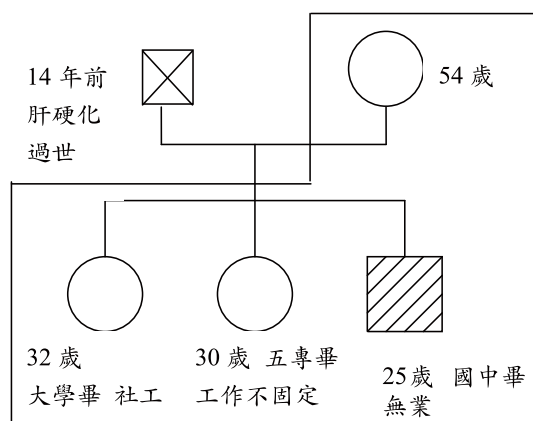 14 年前
肝硬化
過世
54 歲
32 歲
大學畢 社工
30 歲 五專畢
工作不固定
25歲 國中畢
無業